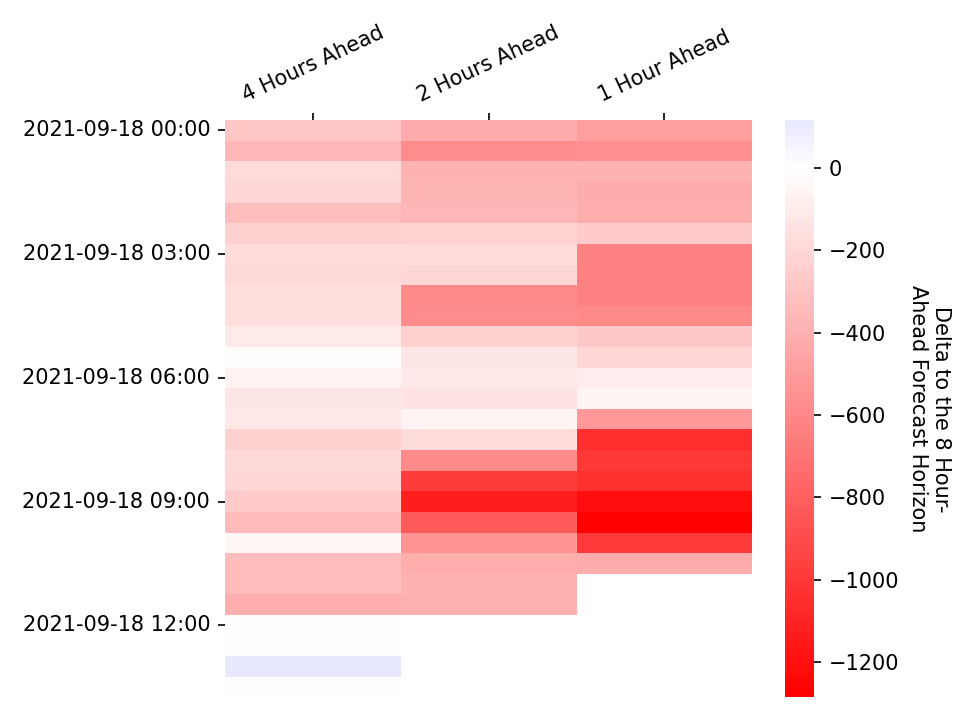 4 Hours Ahead
2 Hours Ahead
1 Hour Ahead
2021-09-18 00:00
2021-09-18 03:00
2021-09-18 06:00
2021-09-18 09:00
2021-09-18 12:00
0
−200
−400
−600
−800
−1000
−1200
Delta to the 8 Hour-
Ahead Forecast Horizon